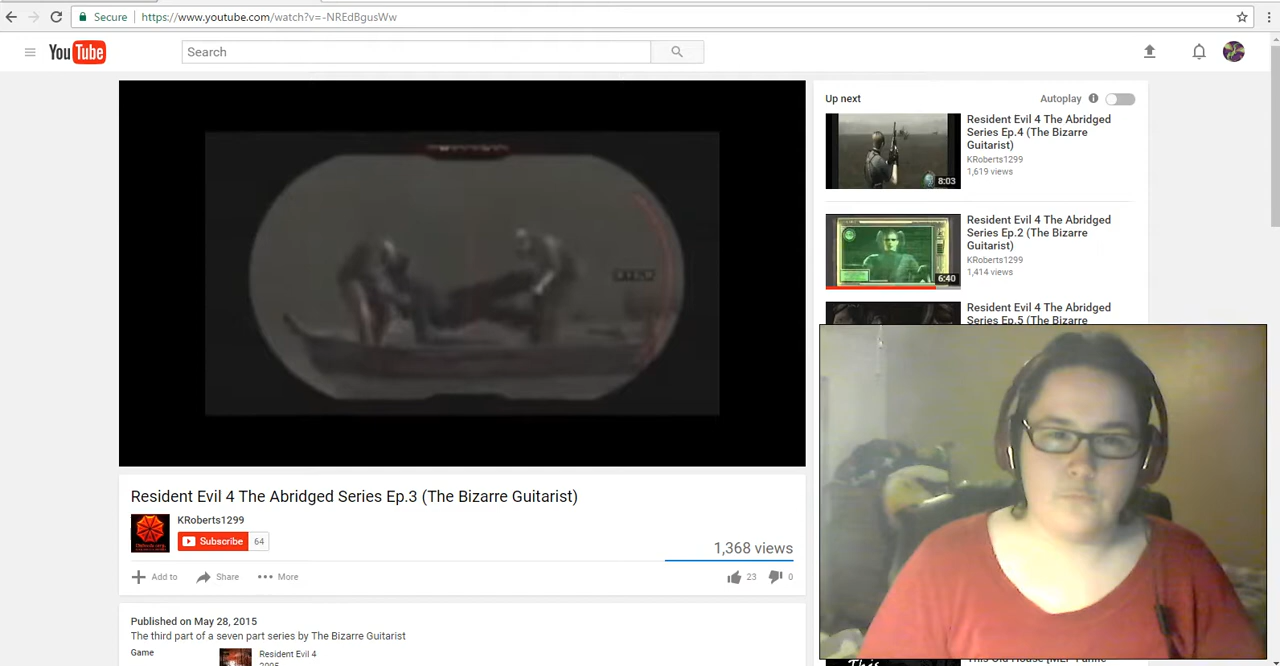 Secure
https://www.youtube.com/watch?v=-NREdBgusWw
YouTube
Search
Up next
Autoplay
Resident Evil 4 The Abridged
Series Ep.4 (The Bizarre
Guitarist)
KRoberts1299
1,619 views
8:03
Resident Evil 4 The Abridged
Series Ep.2 (The Bizarre
Guitarist)
KRoberts1299
1,414 views
6:40
Resident Evil 4 The Abridged
Series Ep.5 (The Bizarre
Resident Evil 4 The Abridged Series Ep.3 (The Bizarre Guitarist)
KRoberts1299
Subscribe 64
1,368 views
Add to
Share
More
23
0
Published on May 28, 2015
The third part of a seven part series by The Bizarre Guitarist
Game
Resident Evil 4
2005
This